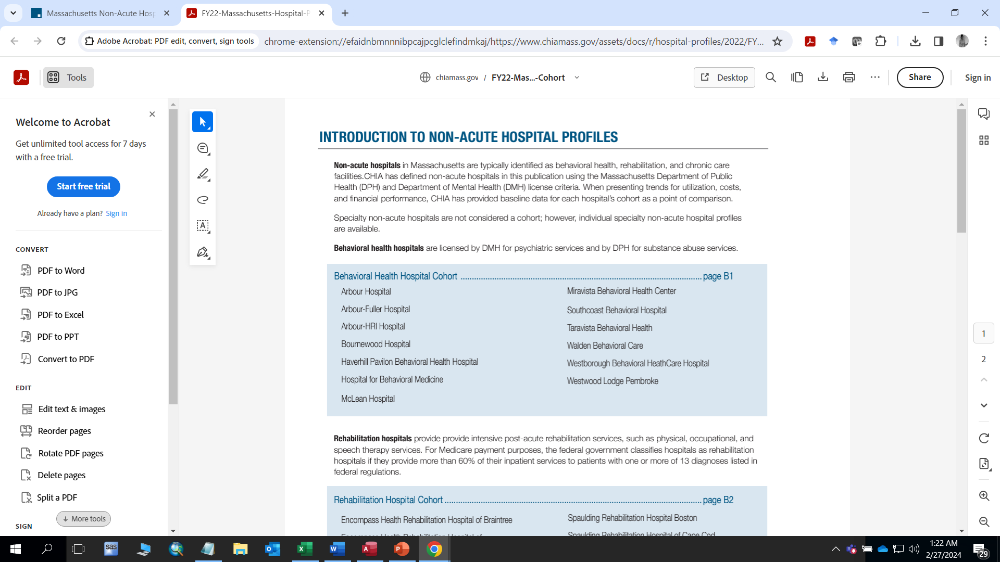 Massachusetts Non-Acute Hosp
FY22-Massachusetts-Hospital-P
Adobe Acrobat: PDF edit, convert, sign tools
chrome-extension://efaidnbmnnnibpcajpcglclefindmkaj/https://www.chiamass.gov/assets/docs/r/hospital-profiles/2022/FY...
Tools
chiamass.gov / FY22-Mas...-Cohort
Desktop
Share
Sign in
Welcome to Acrobat
Get unlimited tool access for 7 days
with a free trial.
Start free trial
Already have a plan? Sign in
CONVERT
PDF to Word
PDF to JPG
PDF to Excel
PDF to PPT
Convert to PDF
EDIT
Edit text & images
Reorder pages
Rotate PDF pages
Delete pages
Split a PDF
More tools
SIGN
INTRODUCTION TO NON-ACUTE HOSPITAL PROFILES
Non-acute hospitals in Massachusetts are typically identified as behavioral health, rehabilitation, and chronic care
facilities.CHIA has defined non-acute hospitals in this publication using the Massachusetts Department of Public
Health (DPH) and Department of Mental Health (DMH) license criteria. When presenting trends for utilization, costs,
and financial performance, CHIA has provided baseline data for each hospital's cohort as a point of comparison.
Specialty non-acute hospitals are not considered a cohort; however, individual specialty non-acute hospital profiles
are available.
Behavioral health hospitals are licensed by DMH for psychiatric services and by DPH for substance abuse services.
Behavioral Health Hospital Cohort ........................................ page B1
Arbour Hospital
Arbour-Fuller Hospital
Arbour-HRI Hospital
Bournewood Hospital
Haverhill Pavilon Behavioral Health Hospital
Hospital for Behavioral Medicine
McLean Hospital
Miravista Behavioral Health Center
Southcoast Behavioral Hospital
Taravista Behavioral Health
Walden Behavioral Care
Westborough Behavioral HeathCare Hospital
Westwood Lodge Pembroke
Rehabilitation hospitals provide provide intensive post-acute rehabilitation services, such as physical, occupational, and
speech therapy services. For Medicare payment purposes, the federal government classifies hospitals as rehabilitation
hospitals if they provide more than 60% of their inpatient services to patients with one or more of 13 diagnoses listed in
federal regulations.
Rehabilitation Hospital Cohort ........................................ page B2
Encompass Health Rehabilitation Hospital of Braintree
Encompass Health Rehabilitation Hospital of
Spaulding Rehabilitation Hospital Boston
Spaulding Rehabilitation Hospital of Cape Cod
1
2
sas
1:22 AM
2/27/2024
29